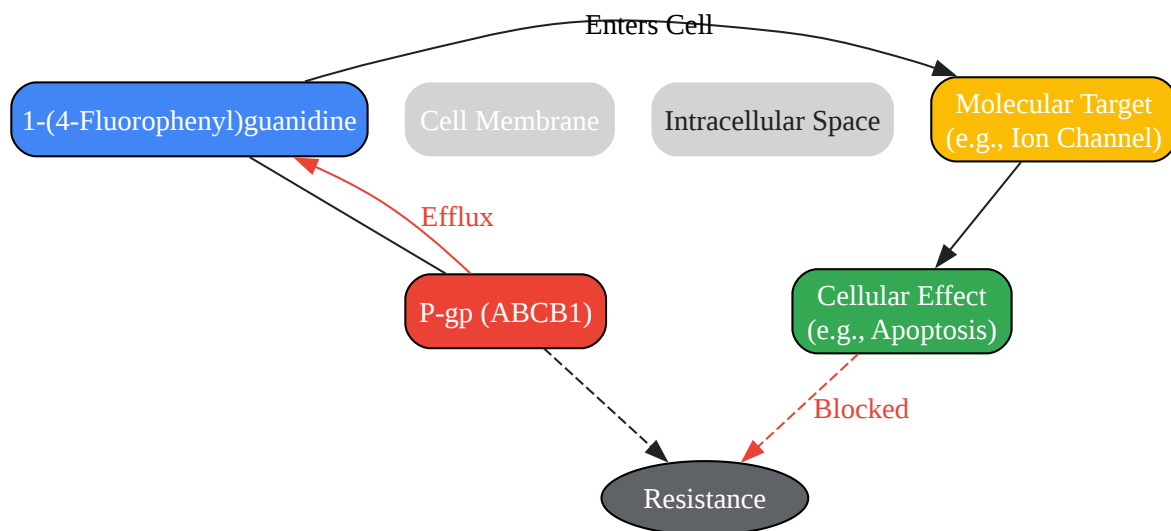 Enters Cell
1-(4-Fluorophenyl)guanidine
Cell Membrane
Intracellular Space
Molecular Target
(e.g., Ion Channel)
Efflux
P-gp (ABCB1)
Cellular Effect
(e.g., Apoptosis)
Blocked
Resistance